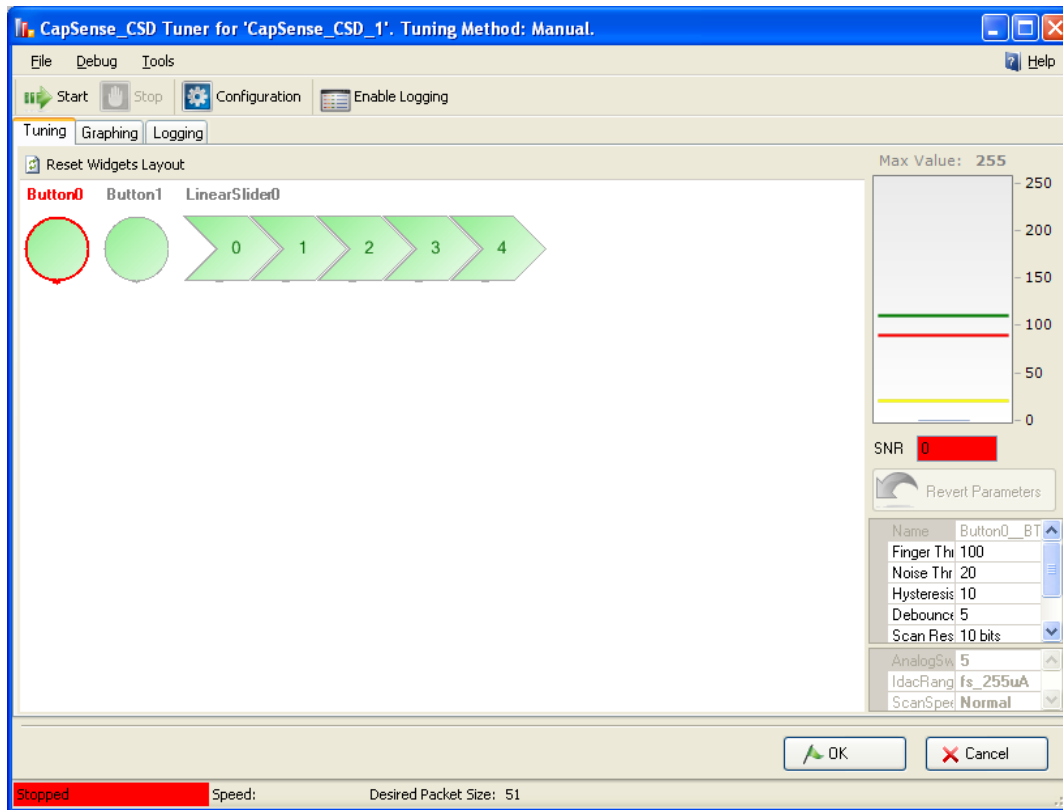 CapSense_CSD Tuner for 'CapSense_CSD_1'. Tuning Method: Manual.
File Debug Tools Help
Start Stop Configuration Enable Logging
Tuning Graphing Logging
Reset Widgets Layout
Button0 Button1 LinearSlider0
0 1 2 3 4
Max Value: 255
250
200
150
100
50
0
SNR 0
Revert Parameters
Name Button0__BT
Finger Thr 100
Noise Thr 20
Hysteresis 10
Debounce 5
Scan Res 10 bits
AnalogSw 5
IdacRang fs_255uA
ScanSpee Normal
OK Cancel
Stopped Speed: Desired Packet Size: 51